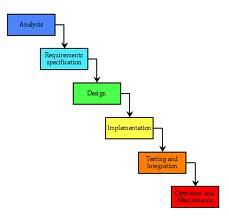 Analysis
Requirements
specification
Design
Implementation
Testing and
Integration
Operation and
Maintenance